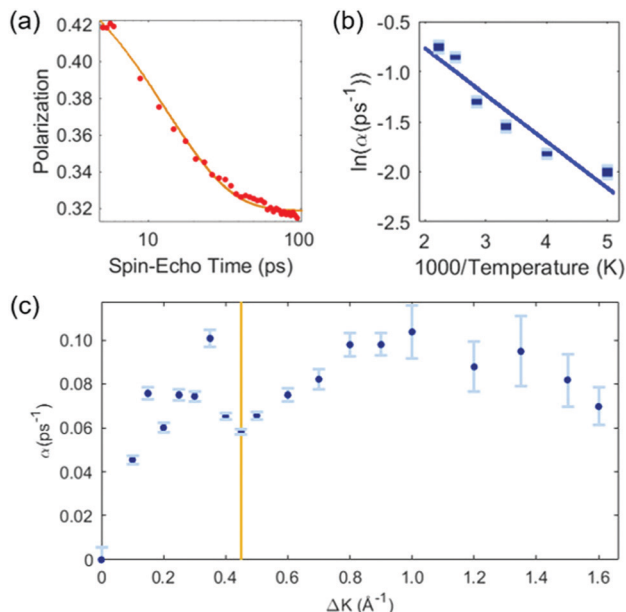 (a)
0.42
0.40
0.38
0.36
0.34
0.32
Polarization
10
100
Spin-Echo Time (ps)
(b)
-0.5
-1.0
-1.5
-2.0
-2.5
ln(α(ps⁻¹))
2 3 4 5
1000/Temperature (K)
(c)
0.10
0.08
0.06
0.04
0.02
0
α(ps⁻¹)
0 0.2 0.4 0.6 0.8 1.0 1.2 1.4 1.6
ΔK (Å⁻¹)